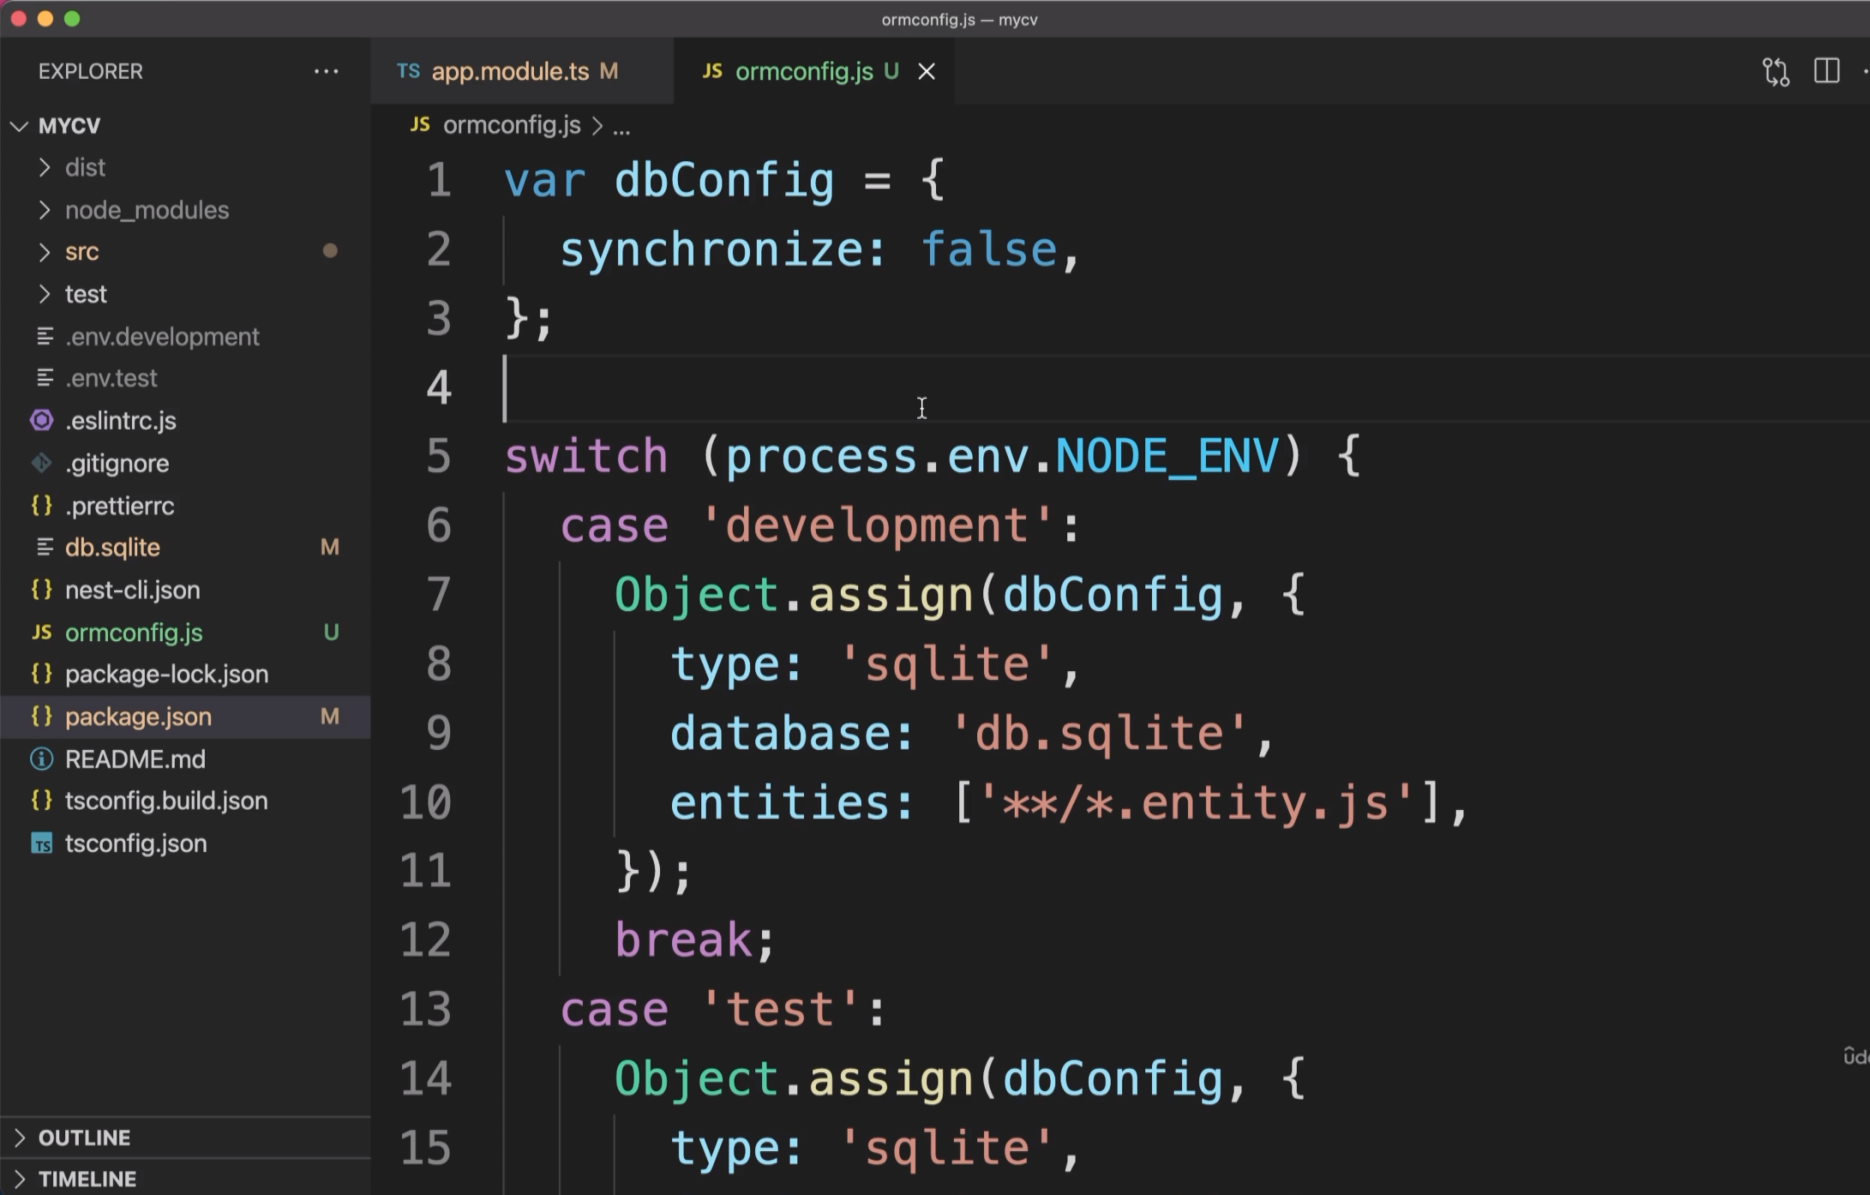 ormconfig.js — mycv
EXPLORER
TS app.module.ts M
JS ormconfig.js U
MYCV
dist
node_modules
src
test
.env.development
.env.test
.eslintrc.js
.gitignore
{} .prettierrc
db.sqlite M
{} nest-cli.json
JS ormconfig.js U
{} package-lock.json
{} package.json M
README.md
{} tsconfig.build.json
TS tsconfig.json
OUTLINE
TIMELINE
JS ormconfig.js > ...
1 var dbConfig = {
2 synchronize: false,
3 };
4
5 switch (process.env.NODE_ENV) {
6 case 'development':
7 Object.assign(dbConfig, {
8 type: 'sqlite',
9 database: 'db.sqlite',
10 entities: ['**/*.entity.js'],
11 });
12 break;
13 case 'test':
14 Object.assign(dbConfig, {
15 type: 'sqlite',